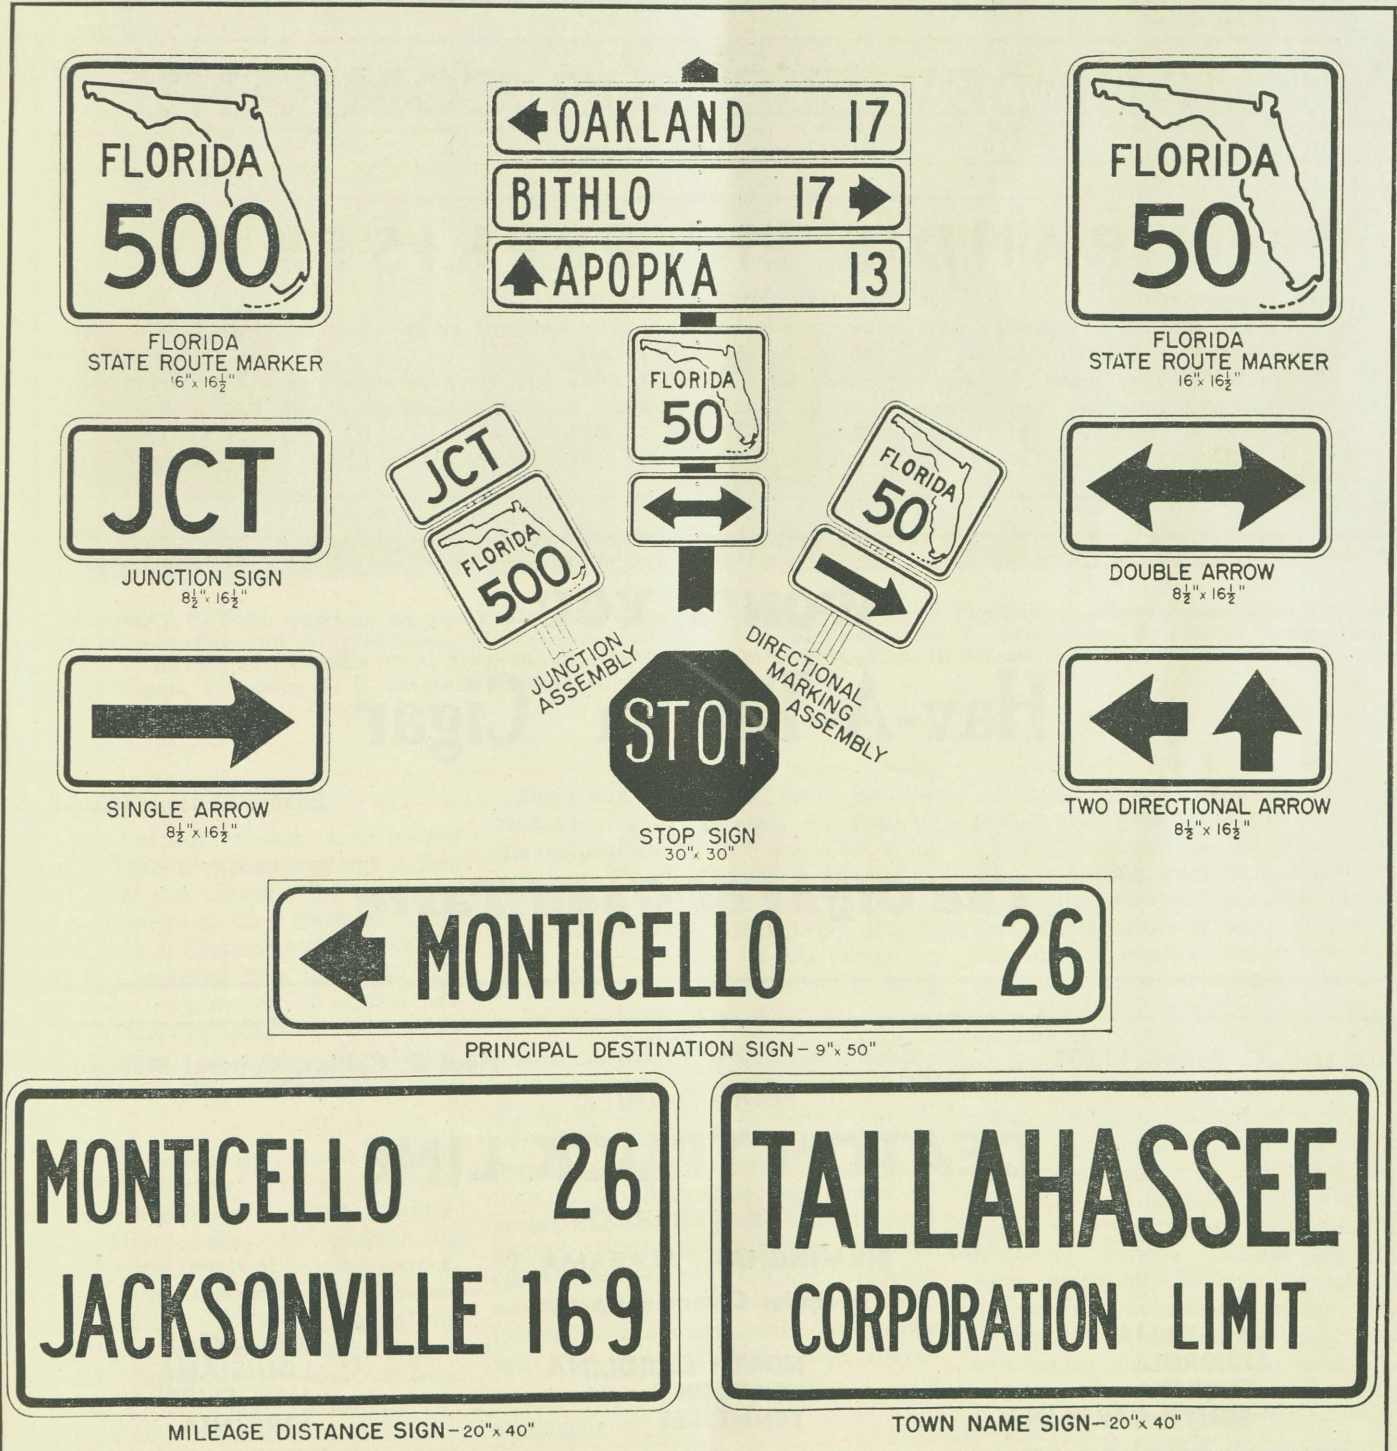 FLORIDA
500
FLORIDA
STATE ROUTE MARKER
16"x 16½"
JCT
JUNCTION SIGN
8½"x 16½"
SINGLE ARROW
8½"x 16½"
OAKLAND 17
BITHLO 17
APOPKA 13
FLORIDA
50
JCT
FLORIDA
500
JUNCTION
ASSEMBLY
FLORIDA
50
DIRECTIONAL
MARKING
ASSEMBLY
STOP
STOP SIGN
30"x 30"
FLORIDA
50
FLORIDA
STATE ROUTE MARKER
16"x 16½"
DOUBLE ARROW
8½"x 16½"
TWO DIRECTIONAL ARROW
8½"x 16½"
MONTICELLO 26
PRINCIPAL DESTINATION SIGN- 9"x 50"
MONTICELLO 26
JACKSONVILLE 169
MILEAGE DISTANCE SIGN-20"x 40"
TALLAHASSEE
CORPORATION LIMIT
TOWN NAME SIGN-20"x 40"